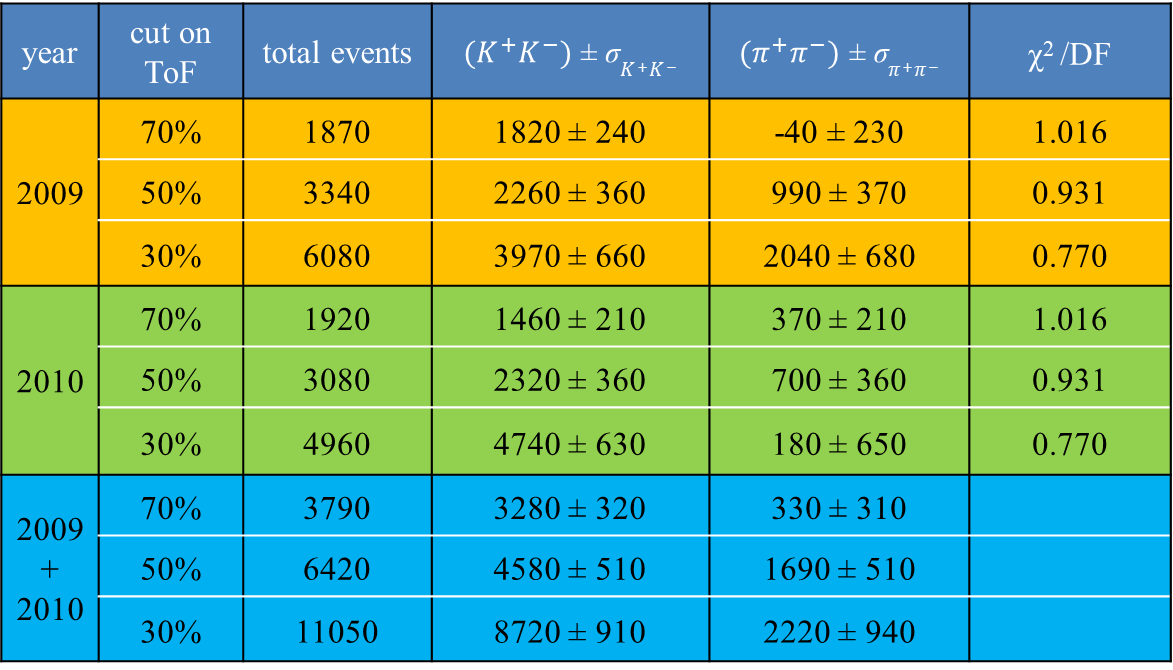 year cut on ToF total events (K⁺K⁻) ± σ_K+K− (π⁺π⁻) ± σ_π+π− χ² /DF
2009 70% 1870 1820 ± 240 -40 ± 230 1.016
50% 3340 2260 ± 360 990 ± 370 0.931
30% 6080 3970 ± 660 2040 ± 680 0.770
2010 70% 1920 1460 ± 210 370 ± 210 1.016
50% 3080 2320 ± 360 700 ± 360 0.931
30% 4960 4740 ± 630 180 ± 650 0.770
2009 + 2010 70% 3790 3280 ± 320 330 ± 310
50% 6420 4580 ± 510 1690 ± 510
30% 11050 8720 ± 910 2220 ± 940